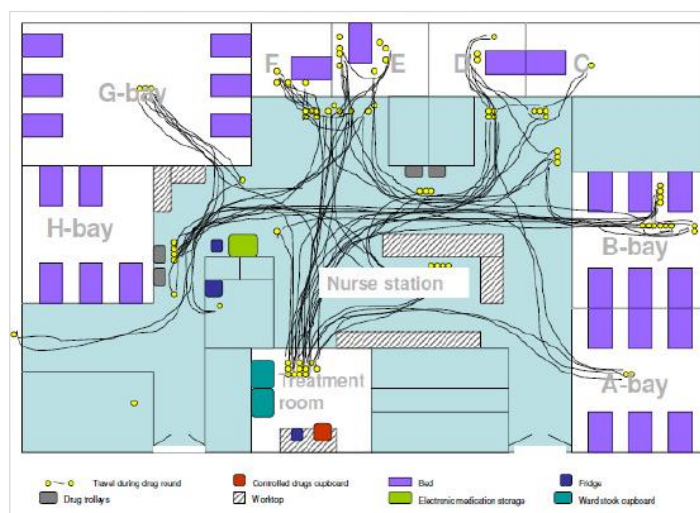 F
E
D
C
G-bay
H-bay
B-bay
Nurse station
Treatment
room
A-bay
Travel during drug round
Controlled drugs cupboard
Bed
Fridge
Drug trolleys
Worktop
Electronic medication storage
Ward stock cupboard